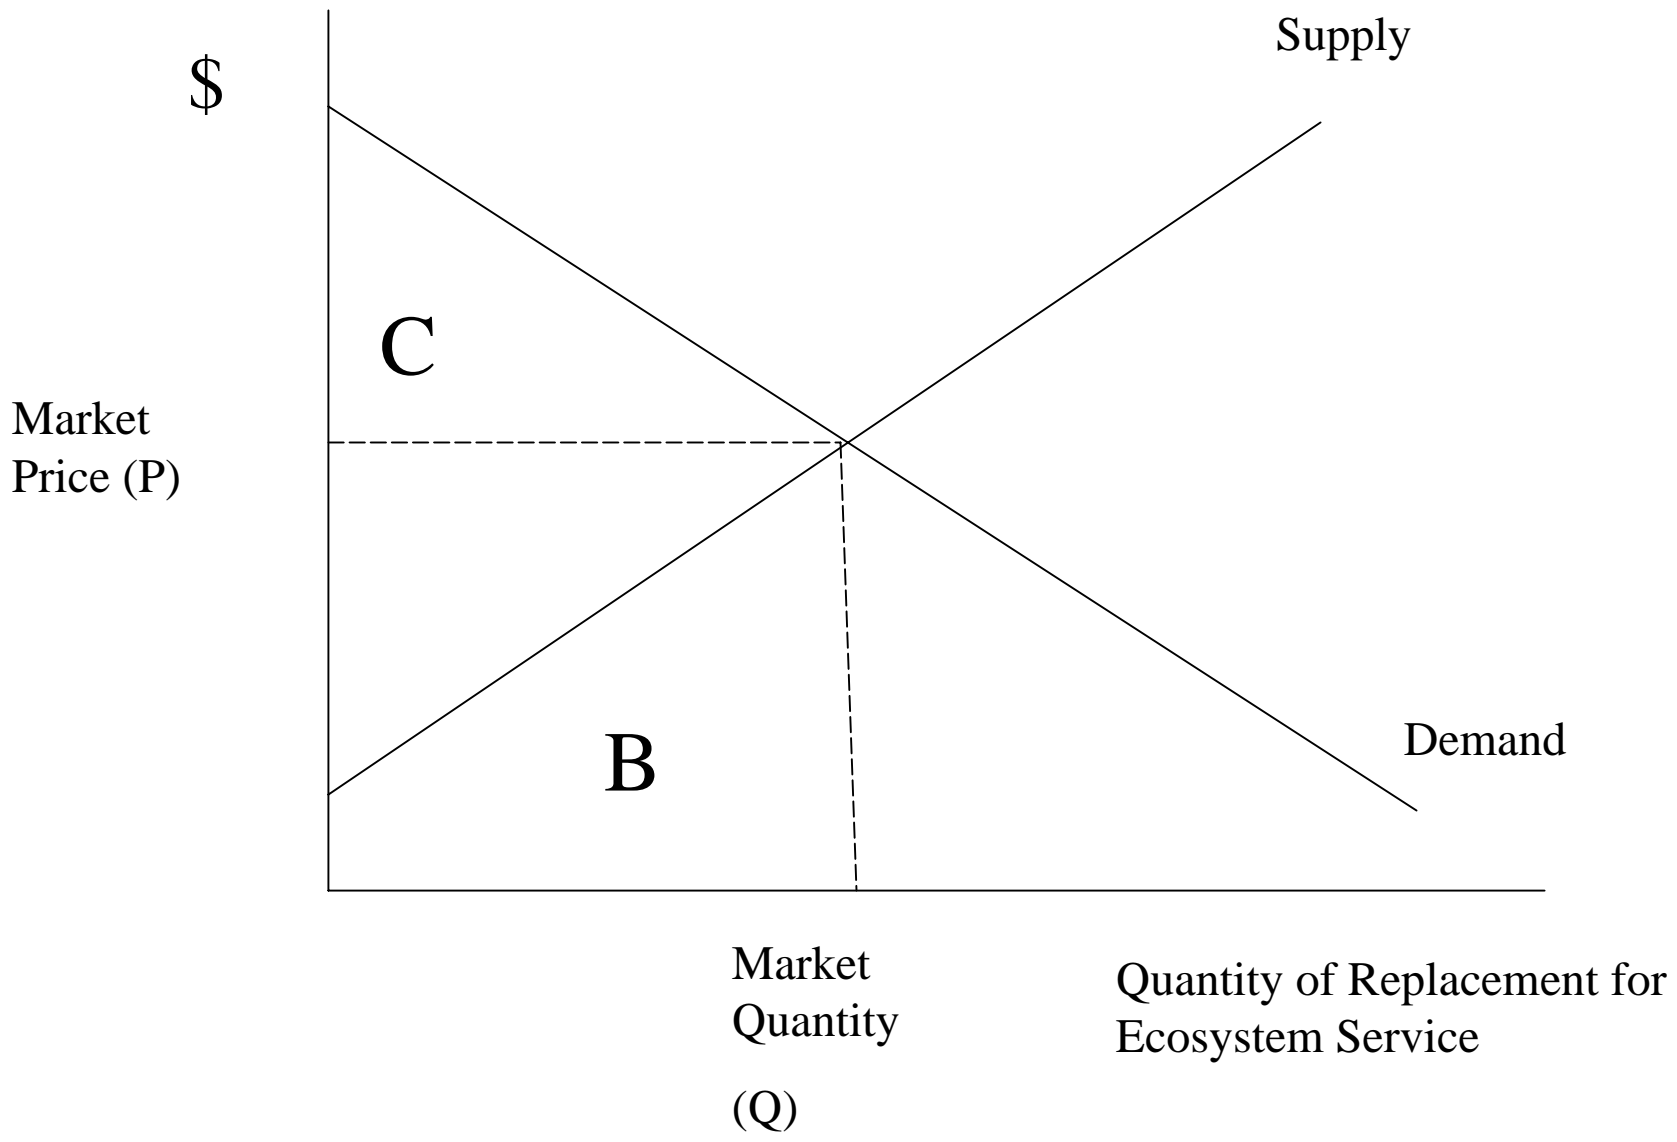 Supply
$
C
Market
Price (P)
B
Demand
Market
Quantity
(Q)
Quantity of Replacement for
Ecosystem Service